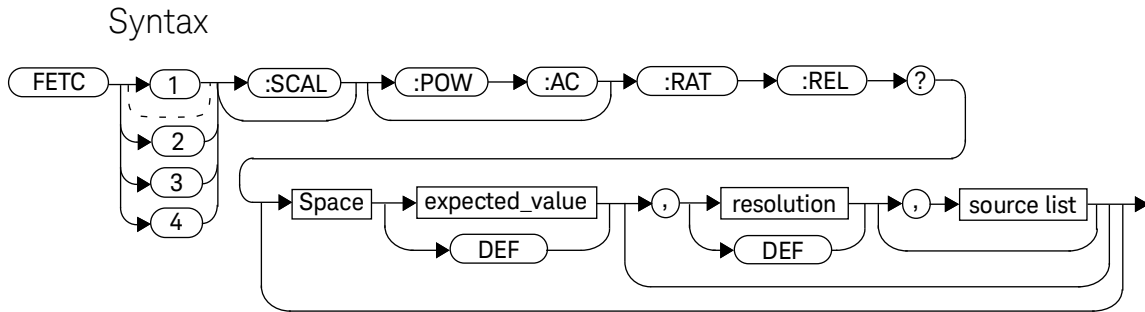 Syntax
FETC 1 :SCAL :POW :AC :RAT :REL ?
2
3
4
Space expected_value , resolution , source list
DEF DEF